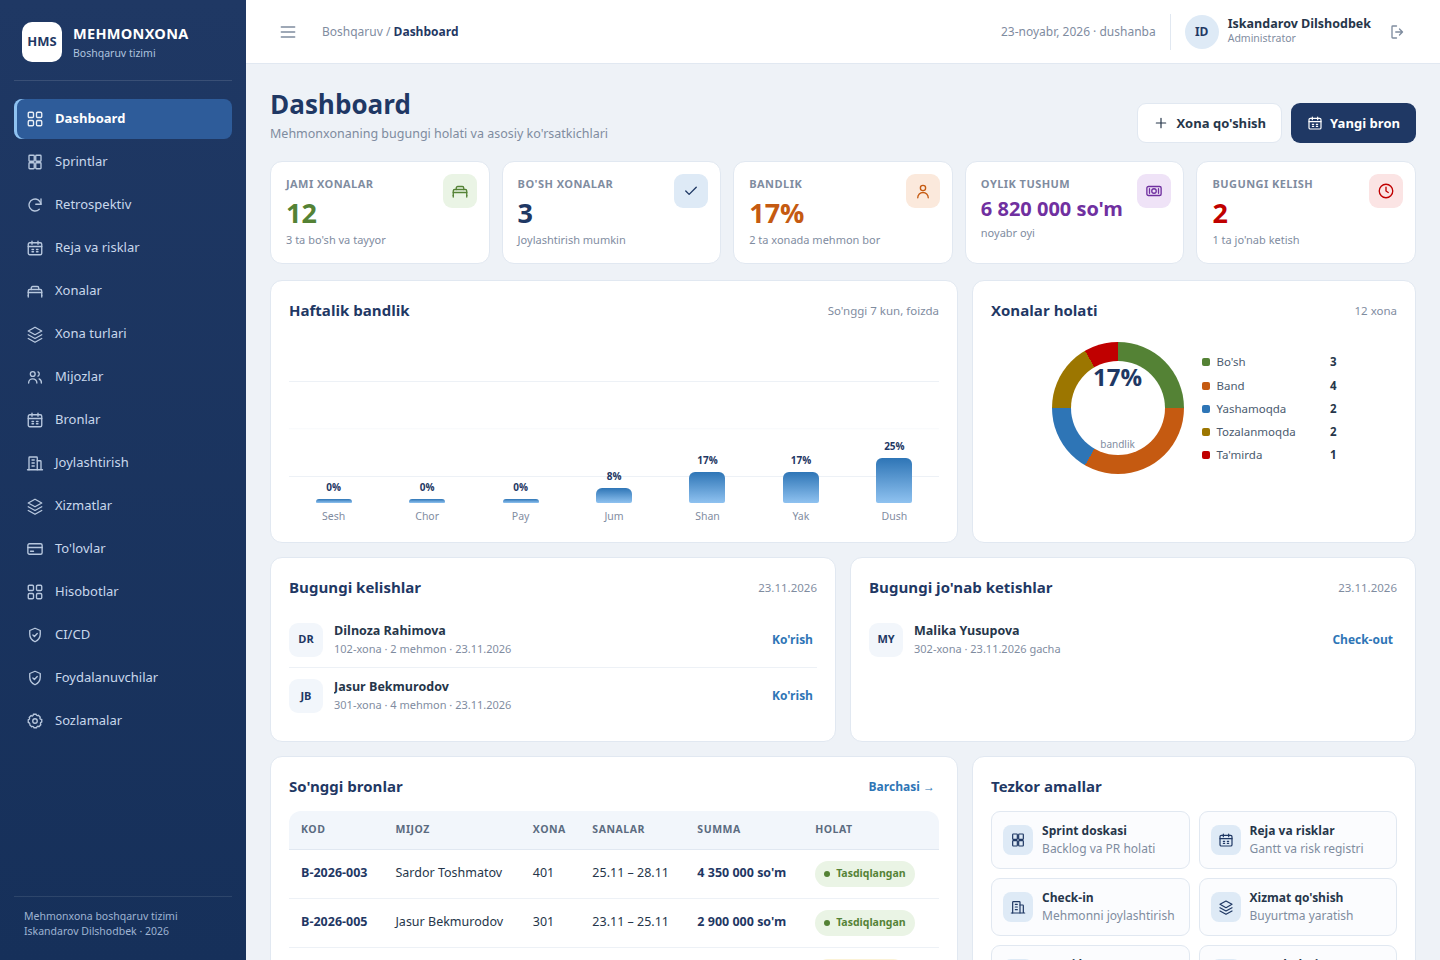 HMS
MEHMONXONA
Boshqaruv tizimi
Dashboard
Sprintlar
Retrospektiv
Reja va risklar
Xonalar
Xona turlari
Mijozlar
Bronlar
Joylashtirish
Xizmatlar
To'lovlar
Hisobotlar
CI/CD
Foydalanuvchilar
Sozlamalar
Mehmonxona boshqaruv tizimi
Iskandarov Dilshodbek · 2026
Boshqaruv / Dashboard
23-noyabr, 2026 · dushanba
ID
Iskandarov Dilshodbek
Administrator
Dashboard
Mehmonxonaning bugungi holati va asosiy ko'rsatkichlari
Xona qo'shish
Yangi bron
JAMI XONALAR
12
3 ta bo'sh va tayyor
BO'SH XONALAR
3
Joylashtirish mumkin
BANDLIK
17%
2 ta xonada mehmon bor
OYLIK TUSHUM
6 820 000 so'm
noyabr oyi
BUGUNGI KELISH
2
1 ta jo'nab ketish
Haftalik bandlik
So'nggi 7 kun, foizda
0% 0% 0% 8% 17% 17% 25%
Sesh Chor Pay Jum Shan Yak Dush
Xonalar holati
12 xona
17%
bandlik
Bo'sh 3
Band 4
Yashamoqda 2
Tozalanmoqda 2
Ta'mirda 1
Bugungi kelishlar
23.11.2026
DR
Dilnoza Rahimova
102-xona · 2 mehmon · 23.11.2026
Ko'rish
JB
Jasur Bekmurodov
301-xona · 4 mehmon · 23.11.2026
Ko'rish
Bugungi jo'nab ketishlar
23.11.2026
MY
Malika Yusupova
302-xona · 23.11.2026 gacha
Check-out
So'nggi bronlar
Barchasi →
KOD MIJOZ XONA SANALAR SUMMA HOLAT
B-2026-003 Sardor Toshmatov 401 25.11 – 28.11 4 350 000 so'm Tasdiqlangan
B-2026-005 Jasur Bekmurodov 301 23.11 – 25.11 2 900 000 so'm Tasdiqlangan
Tezkor amallar
Sprint doskasi
Backlog va PR holati
Reja va risklar
Gantt va risk registri
Check-in
Mehmonni joylashtirish
Xizmat qo'shish
Buyurtma yaratish